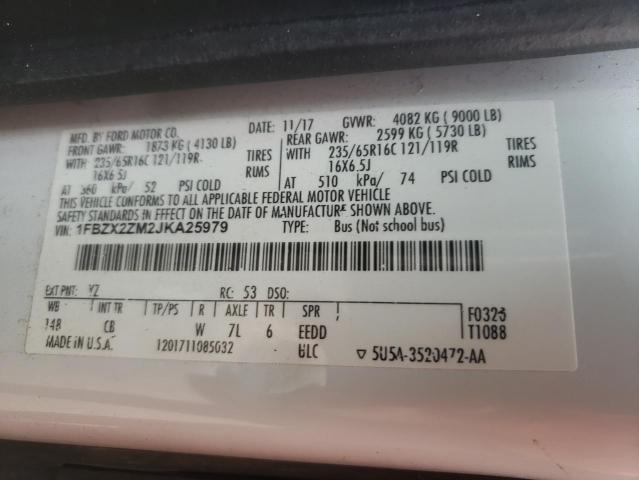 MFD. BY FORD MOTOR CO. DATE: 11/17 GVWR: 4082 KG ( 9000 LB)
FRONT GAWR: 1873 KG ( 4130 LB) REAR GAWR: 2599 KG ( 5730 LB)
WITH 235/65R16C 121/119R TIRES WITH 235/65R16C 121/119R TIRES
16X6.5J RIMS 16X6.5J RIMS
AT 360 kPa/ 52 PSI COLD AT 510 kPa/ 74 PSI COLD
THIS VEHICLE CONFORMS TO ALL APPLICABLE FEDERAL MOTOR VEHICLE
SAFETY STANDARDS IN EFFECT ON THE DATE OF MANUFACTURE SHOWN ABOVE.
VIN: 1FBZX2ZM2JKA25979 TYPE: Bus (Not school bus)
EXT PNT: YZ RC: 53 DSO:
WB INT TR TP/PS R AXLE TR SPR F0326
148 CB W 7L 6 EEDD T1088
MADE IN U.S.A. 1201711085032 BLC ▽ 5U5A-3520472-AA